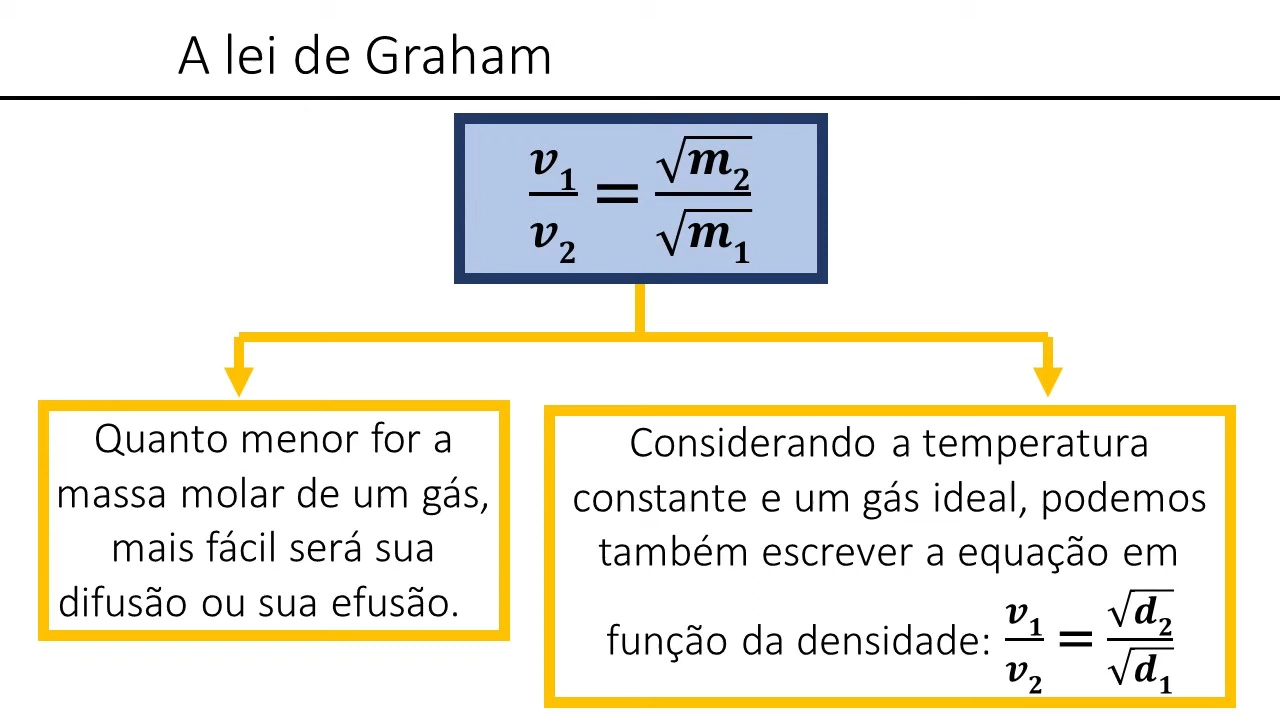 A lei de Graham
v₁/v₂ = √m₂/√m₁
Quanto menor for a
massa molar de um gás,
mais fácil será sua
difusão ou sua efusão.
Considerando a temperatura
constante e um gás ideal, podemos
também escrever a equação em
função da densidade: v₁/v₂ = √d₂/√d₁